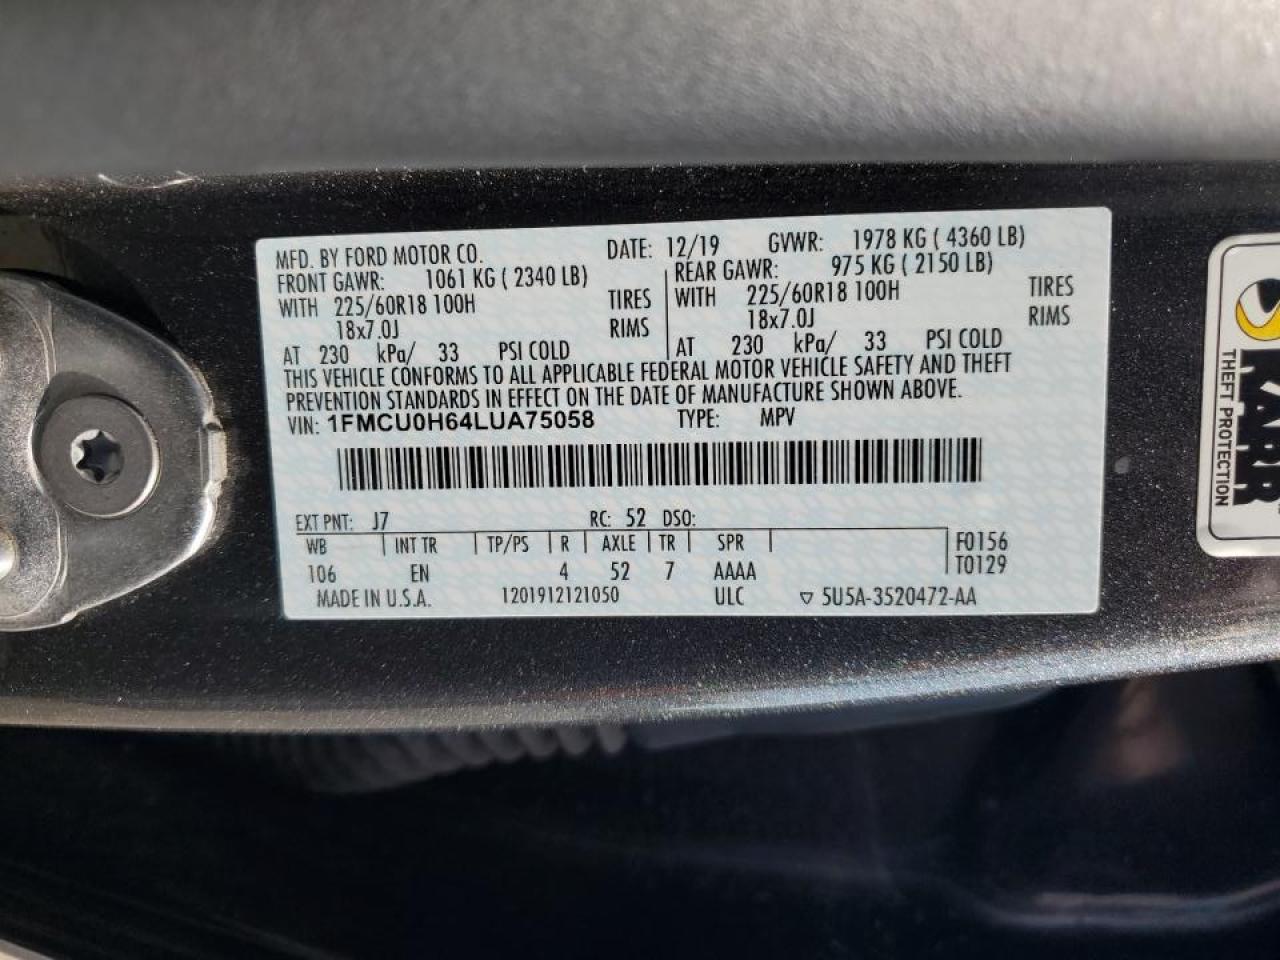 MFD. BY FORD MOTOR CO. DATE: 12/19 GVWR: 1978 KG ( 4360 LB)
FRONT GAWR: 1061 KG ( 2340 LB) REAR GAWR: 975 KG ( 2150 LB)
WITH 225/60R18 100H TIRES WITH 225/60R18 100H TIRES
18x7.0J RIMS 18x7.0J RIMS
AT 230 kPa/ 33 PSI COLD AT 230 kPa/ 33 PSI COLD
THIS VEHICLE CONFORMS TO ALL APPLICABLE FEDERAL MOTOR VEHICLE SAFETY AND THEFT
PREVENTION STANDARDS IN EFFECT ON THE DATE OF MANUFACTURE SHOWN ABOVE.
VIN: 1FMCU0H64LUA75058 TYPE: MPV
EXT PNT: J7 RC: 52 DSO:
WB INT TR TP/PS R AXLE TR SPR F0156
106 EN 4 52 7 AAAA T0129
MADE IN U.S.A. 1201912121050 ULC ▽ 5U5A-3520472-AA
KARR
THEFT PROTECTION